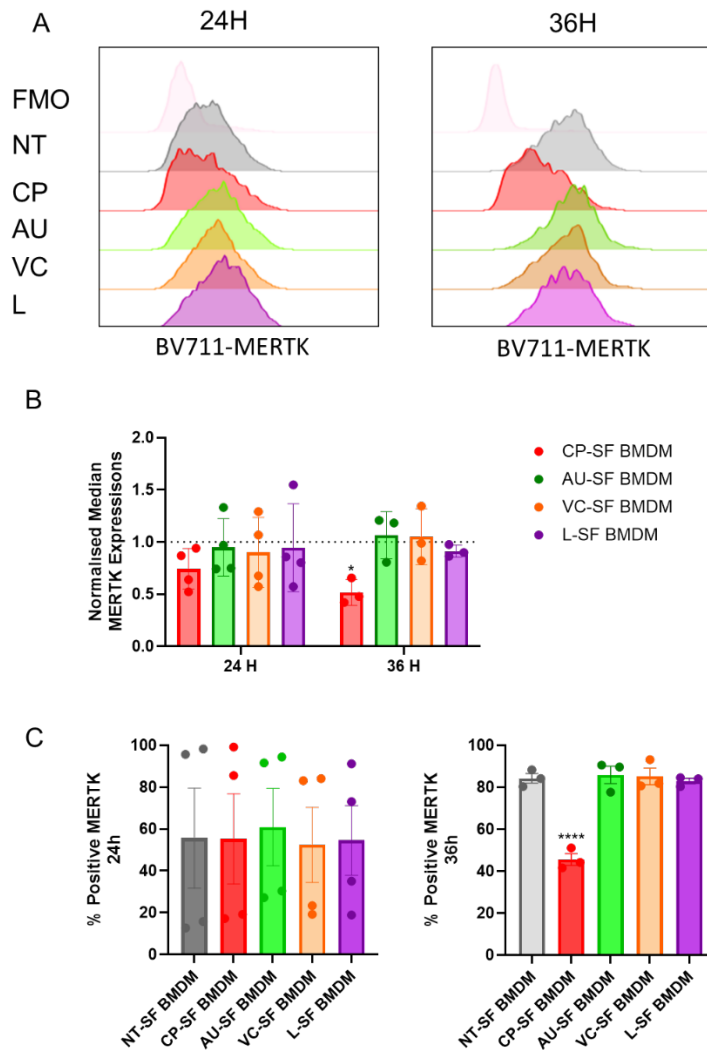 A
24H
36H
FMO
NT
CP
AU
VC
L
BV711-MERTK
BV711-MERTK
B
Normalised Median
MERTK Expressisons
2.0
1.5
1.0
0.5
0.0
*
24 H
36 H
CP-SF BMDM
AU-SF BMDM
VC-SF BMDM
L-SF BMDM
C
% Positive MERTK
24h
100
80
60
40
20
0
NT-SF BMDM
CP-SF BMDM
AU-SF BMDM
VC-SF BMDM
L-SF BMDM
% Positive MERTK
36h
100
80
60
40
20
0
****
NT-SF BMDM
CP-SF BMDM
AU-SF BMDM
VC-SF BMDM
L-SF BMDM